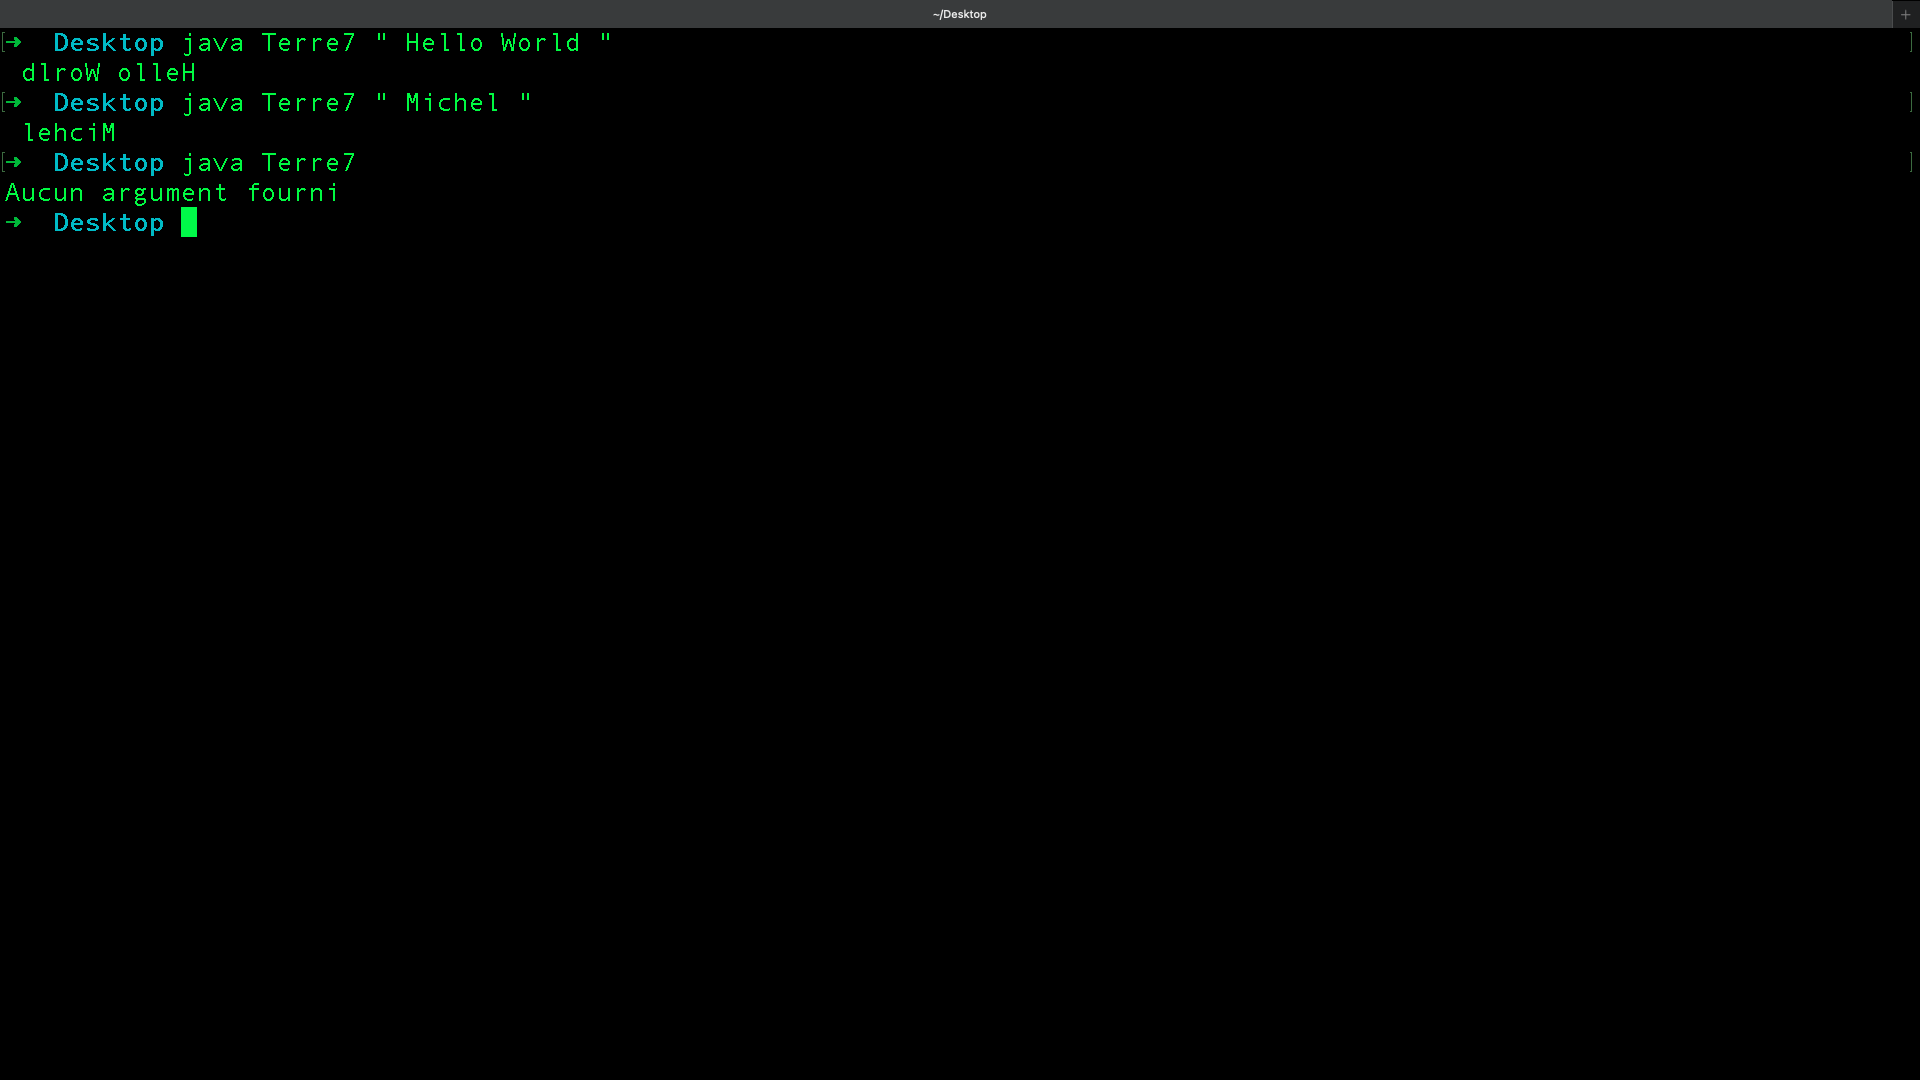 ~/Desktop
[➜  Desktop java Terre7 " Hello World " ]
 dlroW olleH
[➜  Desktop java Terre7 " Michel " ]
 lehciM
[➜  Desktop java Terre7 ]
Aucun argument fourni
➜  Desktop